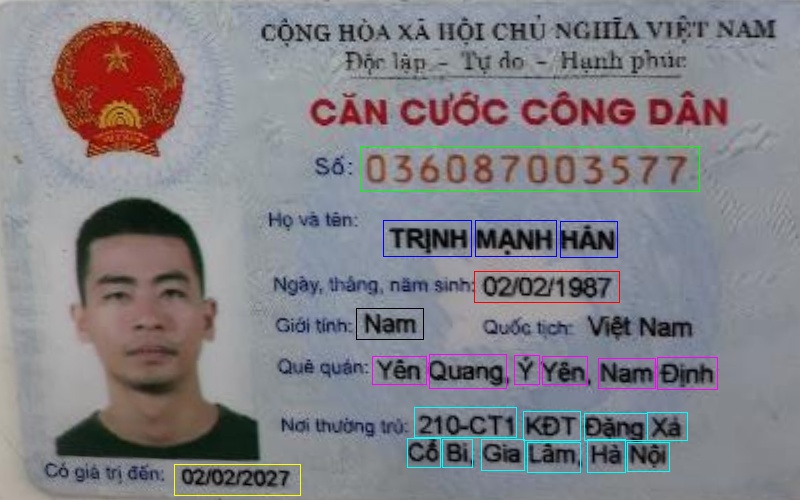 CỘNG HÒA XÃ HỘI CHỦ NGHĨA VIỆT NAM
Độc lập - Tự do - Hạnh phúc
CĂN CƯỚC CÔNG DÂN
Số: 036087003577
Họ và tên: TRỊNH MẠNH HÂN
Ngày, tháng, năm sinh: 02/02/1987
Giới tính: Nam Quốc tịch: Việt Nam
Quê quán: Yên Quang, Ý Yên, Nam Định
Nơi thường trú: 210-CT1 KĐT Đặng Xá
Cổ Bi, Gia Lâm, Hà Nội
Có giá trị đến: 02/02/2027